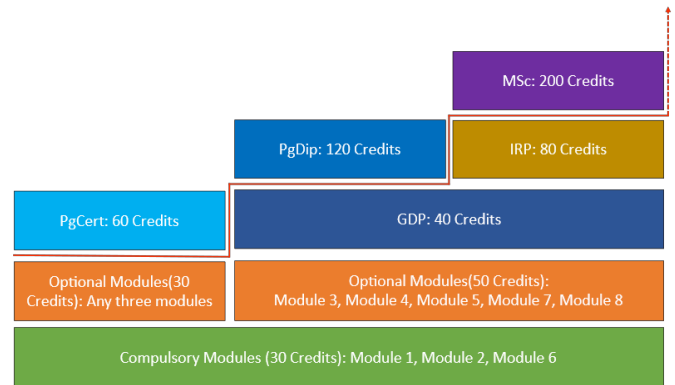 MSc: 200 Credits
PgDip: 120 Credits
IRP: 80 Credits
PgCert: 60 Credits
GDP: 40 Credits
Optional Modules(30
Credits): Any three modules
Optional Modules(50 Credits):
Module 3, Module 4, Module 5, Module 7, Module 8
Compulsory Modules (30 Credits): Module 1, Module 2, Module 6